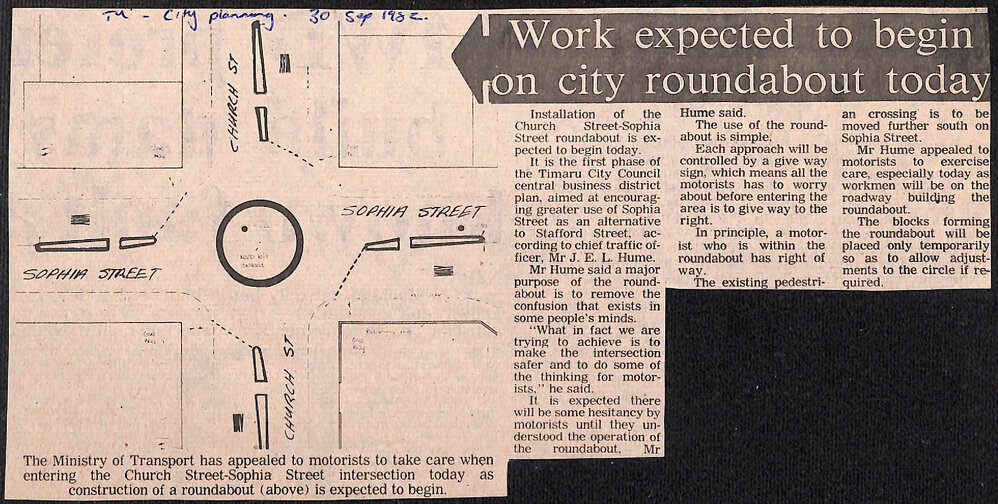 TU - City planning. 30 Sep 1982.
Work expected to begin
on city roundabout today
CHURCH ST
SOPHIA STREET
SOPHIA STREET
CHURCH ST
The Ministry of Transport has appealed to motorists to take care when
entering the Church Street-Sophia Street intersection today as
construction of a roundabout (above) is expected to begin.
Installation of the
Church Street-Sophia
Street roundabout is ex-
pected to begin today.
It is the first phase of
the Timaru City Council
central business district
plan, aimed at encourag-
ing greater use of Sophia
Street as an alternative
to Stafford Street, ac-
cording to chief traffic of-
ficer, Mr J. E. L. Hume.
Mr Hume said a major
purpose of the round-
about is to remove the
confusion that exists in
some people's minds.
"What in fact we are
trying to achieve is to
make the intersection
safer and to do some of
the thinking for motor-
ists," he said.
It is expected there
will be some hesitancy by
motorists until they un-
derstood the operation of
the roundabout, Mr
Hume said.
The use of the round-
about is simple.
Each approach will be
controlled by a give way
sign, which means all the
motorists has to worry
about before entering the
area is to give way to the
right.
In principle, a motor-
ist who is within the
roundabout has right of
way.
The existing pedestri-
an crossing is to be
moved further south on
Sophia Street.
Mr Hume appealed to
motorists to exercise
care, especially today as
workmen will be on the
roadway building the
roundabout.
The blocks forming
the roundabout will be
placed only temporarily
so as to allow adjust-
ments to the circle if re-
quired.